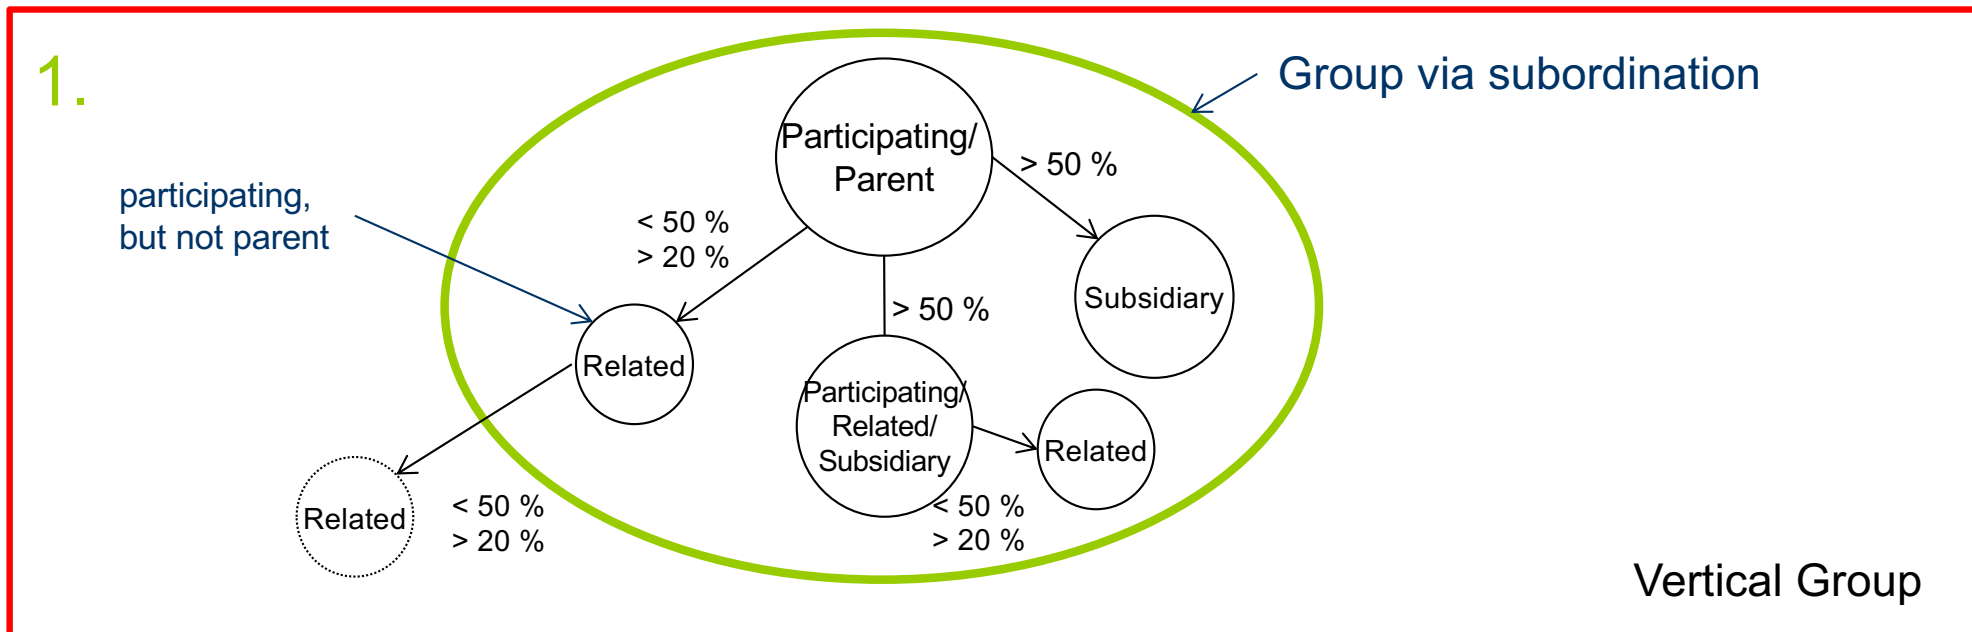 1.
Group via subordination
Participating/
Parent
> 50 %
participating,
but not parent
< 50 %
> 20 %
Subsidiary
> 50 %
Related
Participating/
Related/
Subsidiary
Related
Related
< 50 %
> 20 %
< 50 %
> 20 %
Vertical Group